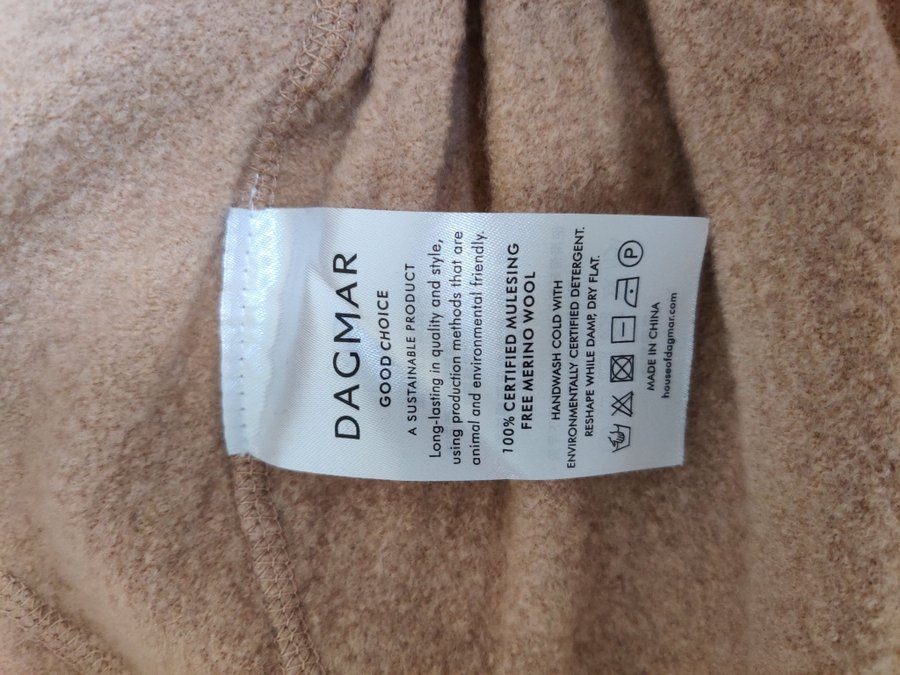 DAGMAR
GOOD CHOICE
A SUSTAINABLE PRODUCT
Long-lasting in quality and style,
using production methods that are
animal and environmental friendly.
100% CERTIFIED MULESING
FREE MERINO WOOL
HANDWASH COLD WITH
ENVIRONMENTALLY CERTIFIED DETERGENT.
RESHAPE WHILE DAMP, DRY FLAT.
P
MADE IN CHINA
houseofdagmar.com